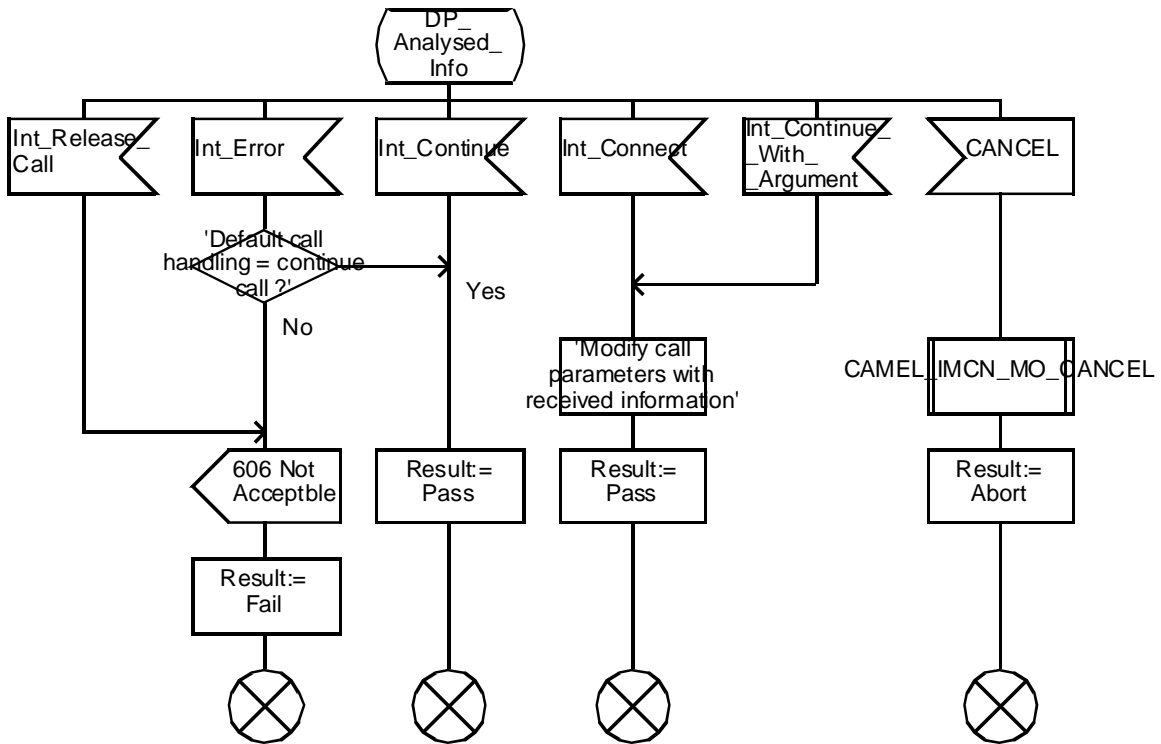 DP_
Analysed_
Info
Int_Release_
Call
Int_Error
Int_Continue
Int_Connect
Int_Continue_
_With_
_Argument
CANCEL
'Default call
handling = continue
call ?'
Yes
No
'Modify call
parameters with
received information'
CAMEL_IMCN_MO_CANCEL
606 Not
Acceptble
Result:=
Pass
Result:=
Pass
Result:=
Abort
Result:=
Fail